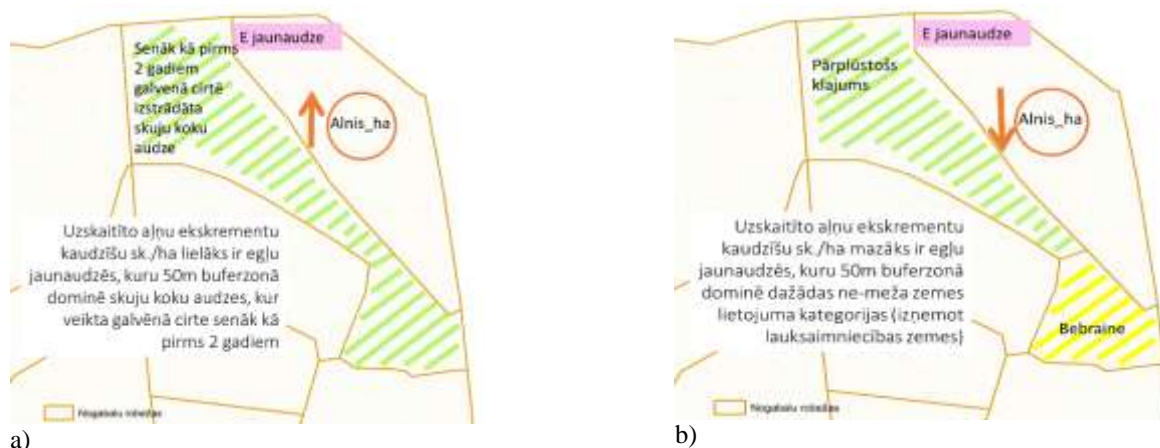 E jaunaudze
Senāk kā pirms
2 gadiem
galvenā cirtē
izstrādāta
skuju koku
audze
Alnis_ha
Uzskaitīto aļņu ekskrementu
kaudzīšu sk./ha lielāks ir egļu
jaunaudzēs, kuru 50m buferzonā
dominē skuju koku audzes, kur
veikta galvēnā cirte senāk kā
pirms 2 gadiem
Nogabalu robežas
a)
E jaunaudze
Pārplūstošs
klajums
Alnis_ha
Uzskaitīto aļņu ekskrementu
kaudzīšu sk./ha mazāks ir egļu
jaunaudzēs, kuru 50m buferzonā
dominē dažādas ne-meža zemes
lietojuma kategorijas (izņemot
lauksaimniecības zemes)
Bebraine
Nogabalu robežas
b)